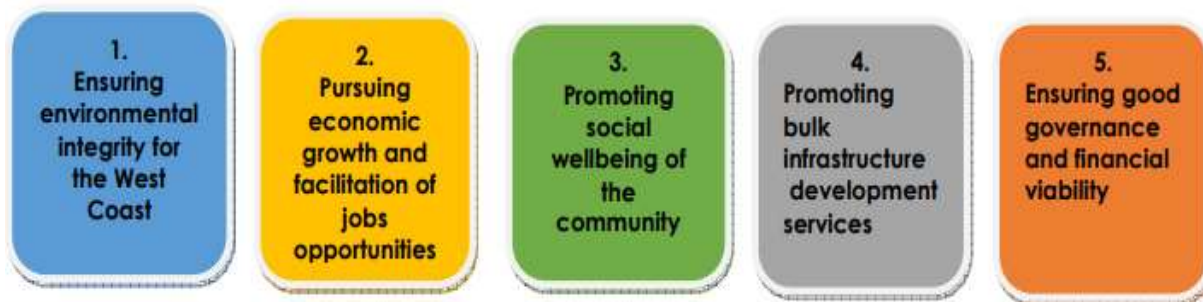 1.
Ensuring
environmental
integrity for
the West
Coast
2.
Pursuing
economic
growth and
facilitation of
jobs
opportunities
3.
Promoting
social
wellbeing of
the
community
4.
Promoting
bulk
infrastructure
development
services
5.
Ensuring good
governance
and financial
viability